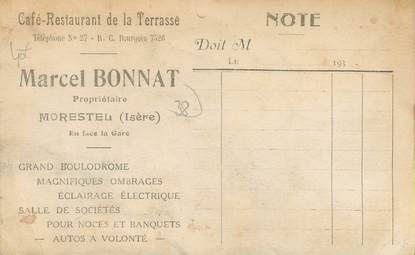 Café-Restaurant de la Terrasse
Téléphone N° 27 - R. C. Bourgoin 7526
Marcel BONNAT
Propriétaire
MORESTEL (Isère)
En face la Gare
38
GRAND BOULODROME
MAGNIFIQUES OMBRAGES
ÉCLAIRAGE ÉLECTRIQUE
SALLE DE SOCIÉTÉS
POUR NOCES ET BANQUETS
— AUTOS A VOLONTÉ —
NOTE
Doit M
LE 193